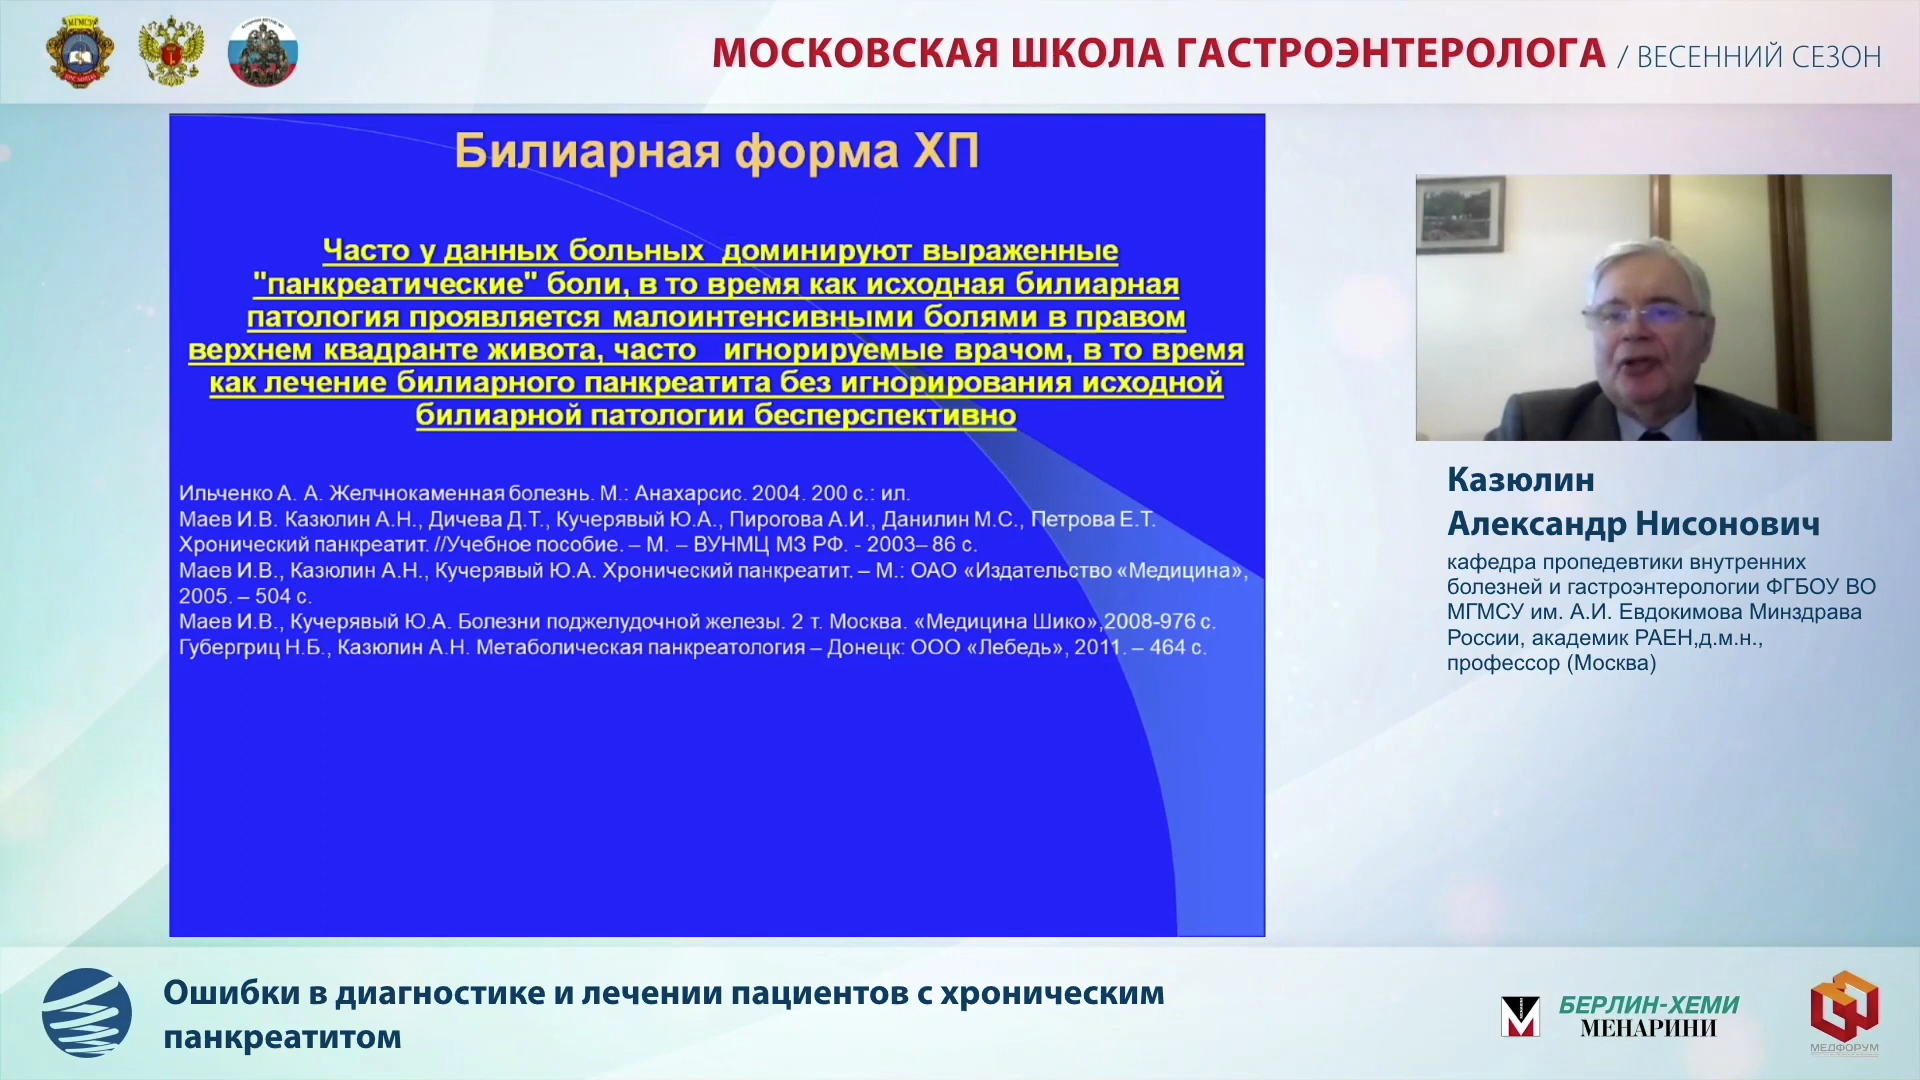 МОСКОВСКАЯ ШКОЛА ГАСТРОЭНТЕРОЛОГА / ВЕСЕННИЙ СЕЗОН
Билиарная форма ХП
Часто у данных больных доминируют выраженные
"панкреатические" боли, в то время как исходная билиарная
патология проявляется малоинтенсивными болями в правом
верхнем квадранте живота, часто игнорируемые врачом, в то время
как лечение билиарного панкреатита без игнорирования исходной
билиарной патологии бесперспективно
Ильченко А. А. Желчнокаменная болезнь. М.: Анахарсис. 2004. 200 с.: ил.
Маев И.В. Казюлин А.Н., Дичева Д.Т., Кучерявый Ю.А., Пирогова А.И., Данилин М.С., Петрова Е.Т.
Хронический панкреатит. //Учебное пособие. – М. – ВУНМЦ МЗ РФ. - 2003– 86 с.
Маев И.В., Казюлин А.Н., Кучерявый Ю.А. Хронический панкреатит. – М.: ОАО «Издательство «Медицина»,
2005. – 504 с.
Маев И.В., Кучерявый Ю.А. Болезни поджелудочной железы. 2 т. Москва. «Медицина Шико»,2008-976 с.
Губергриц Н.Б., Казюлин А.Н. Метаболическая панкреатология – Донецк: ООО «Лебедь», 2011. – 464 с.
Казюлин
Александр Нисонович
кафедра пропедевтики внутренних
болезней и гастроэнтерологии ФГБОУ ВО
МГМСУ им. А.И. Евдокимова Минздрава
России, академик РАЕН,д.м.н.,
профессор (Москва)
Ошибки в диагностике и лечении пациентов с хроническим
панкреатитом
БЕРЛИН-ХЕМИ
МЕНАРИНИ
МЕДФОРУМ